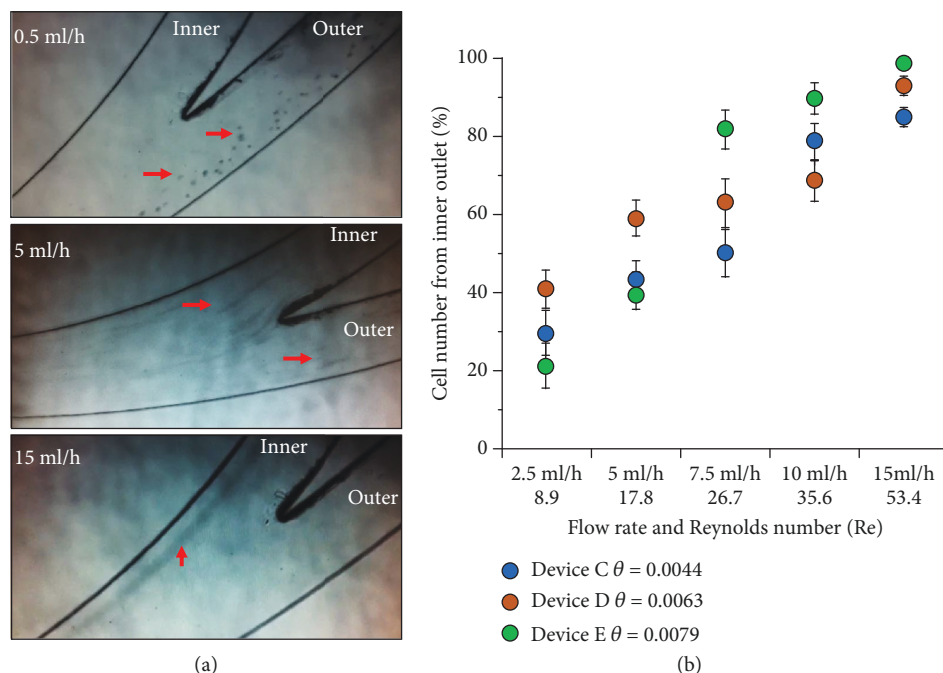 0.5 ml/h
Inner
Outer
5 ml/h
Inner
Outer
15 ml/h
Inner
Outer
(a)
Cell number from inner outlet (%)
100
80
60
40
20
0
2.5 ml/h 5 ml/h 7.5 ml/h 10 ml/h 15ml/h
8.9 17.8 26.7 35.6 53.4
Flow rate and Reynolds number (Re)
Device C θ = 0.0044
Device D θ = 0.0063
Device E θ = 0.0079
(b)